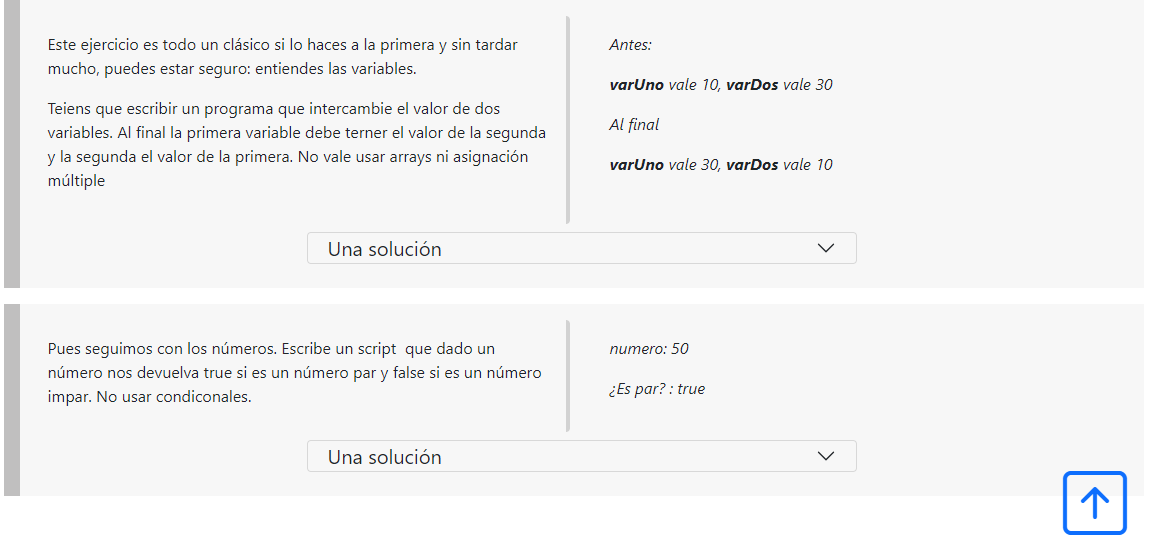 Este ejercicio es todo un clásico si lo haces a la primera y sin tardar
mucho, puedes estar seguro: entiendes las variables.
Teiens que escribir un programa que intercambie el valor de dos
variables. Al final la primera variable debe terner el valor de la segunda
y la segunda el valor de la primera. No vale usar arrays ni asignación
múltiple
Antes:
varUno vale 10, varDos vale 30
Al final
varUno vale 30, varDos vale 10
Una solución
Pues seguimos con los números. Escribe un script  que dado un
número nos devuelva true si es un número par y false si es un número
impar. No usar condiconales.
numero: 50
¿Es par? : true
Una solución